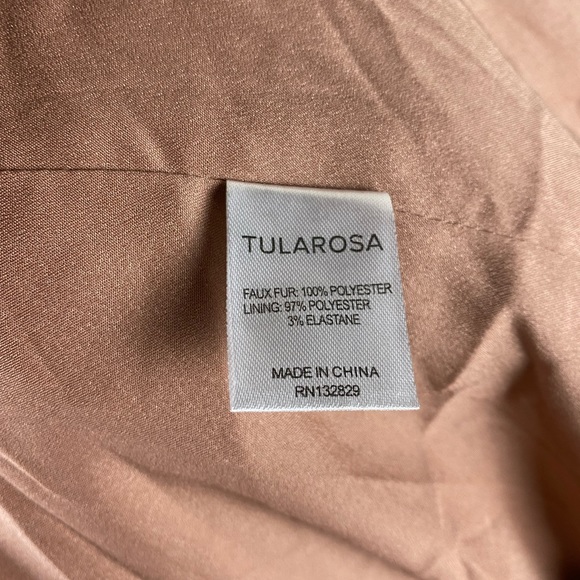 TULAROSA
FAUX FUR: 100% POLYESTER
LINING: 97% POLYESTER
3% ELASTANE
MADE IN CHINA
RN132829